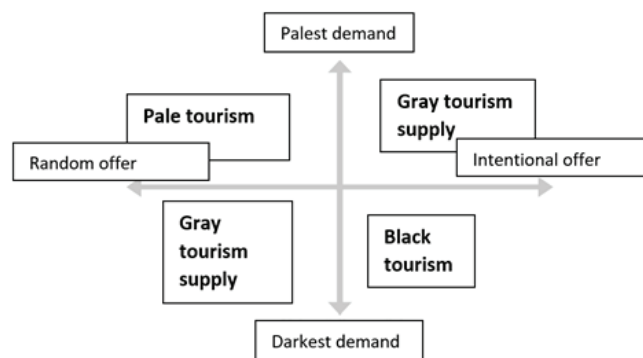 Palest demand
Pale tourism
Gray tourism
supply
Random offer
Intentional offer
Gray
tourism
supply
Black
tourism
Darkest demand